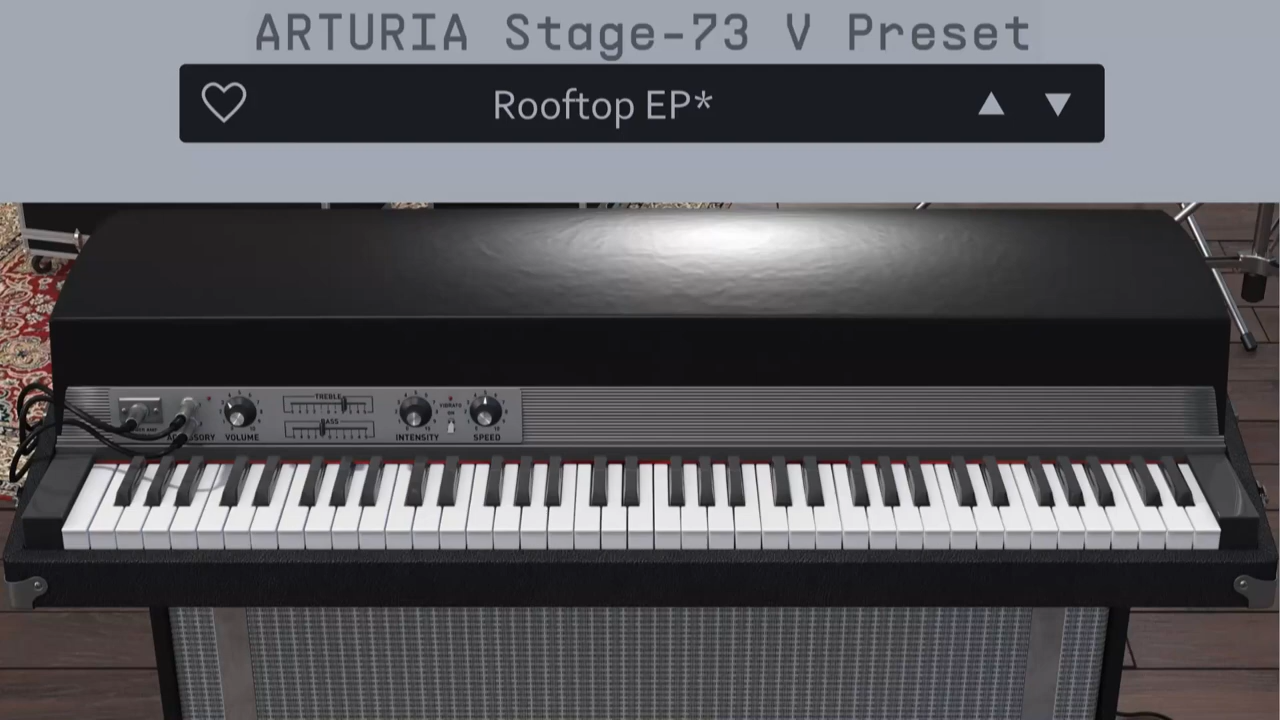 ARTURIA Stage-73 V Preset
Rooftop EP*
TREBLE
BASS
VIBRATO
ON
VOLUME
INTENSITY
SPEED